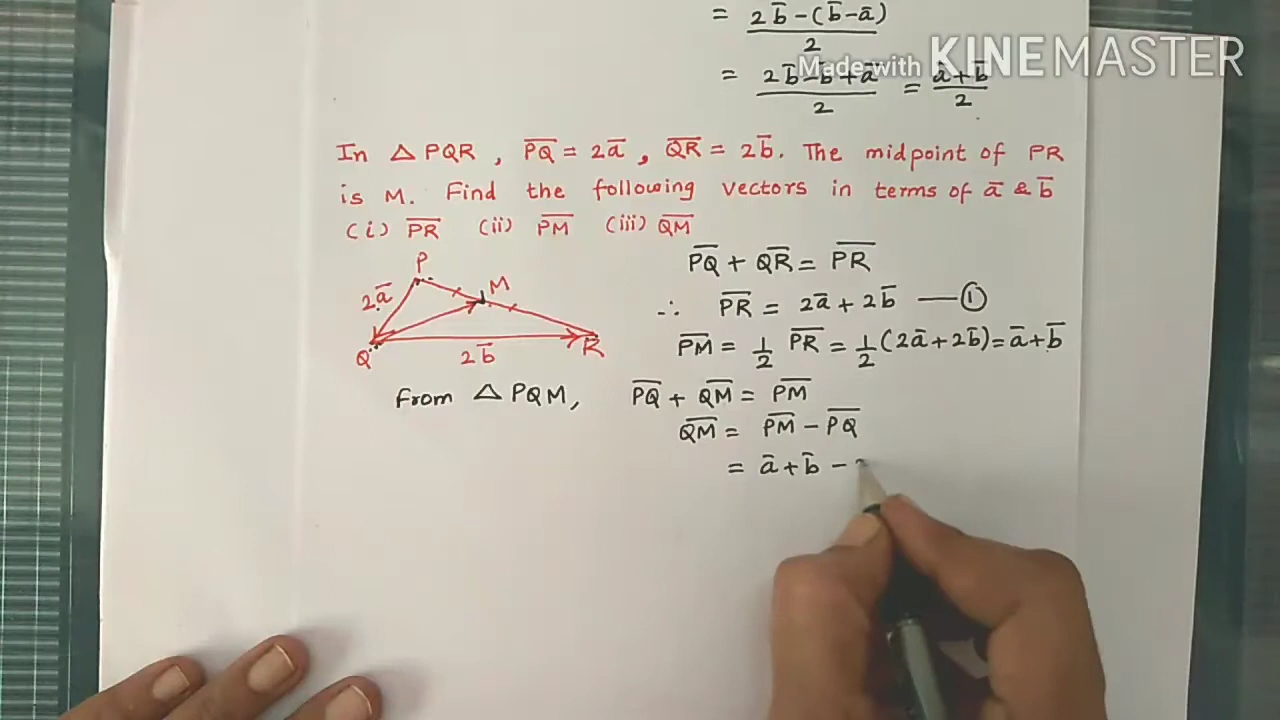 = 2b̄ - (b̄ - ā) / 2
Made with KINEMASTER
= 2b̄ - b̄ + ā / 2 = ā + b̄ / 2
In △ PQR, P̅Q̅ = 2ā, Q̅R̅ = 2b̄. The midpoint of PR
is M. Find the following vectors in terms of ā & b̄
(i) P̅R̅ (ii) P̅M̅ (iii) Q̅M̅
P̅Q̅ + Q̅R̅ = P̅R̅
∴ P̅R̅ = 2ā + 2b̄ — ①
P̅M̅ = 1/2 P̅R̅ = 1/2 (2ā + 2b̄) = ā + b̄
P
M
2ā
Q
2b̄
R
From △ PQM, P̅Q̅ + Q̅M̅ = P̅M̅
Q̅M̅ = P̅M̅ - P̅Q̅
= ā + b̄ -